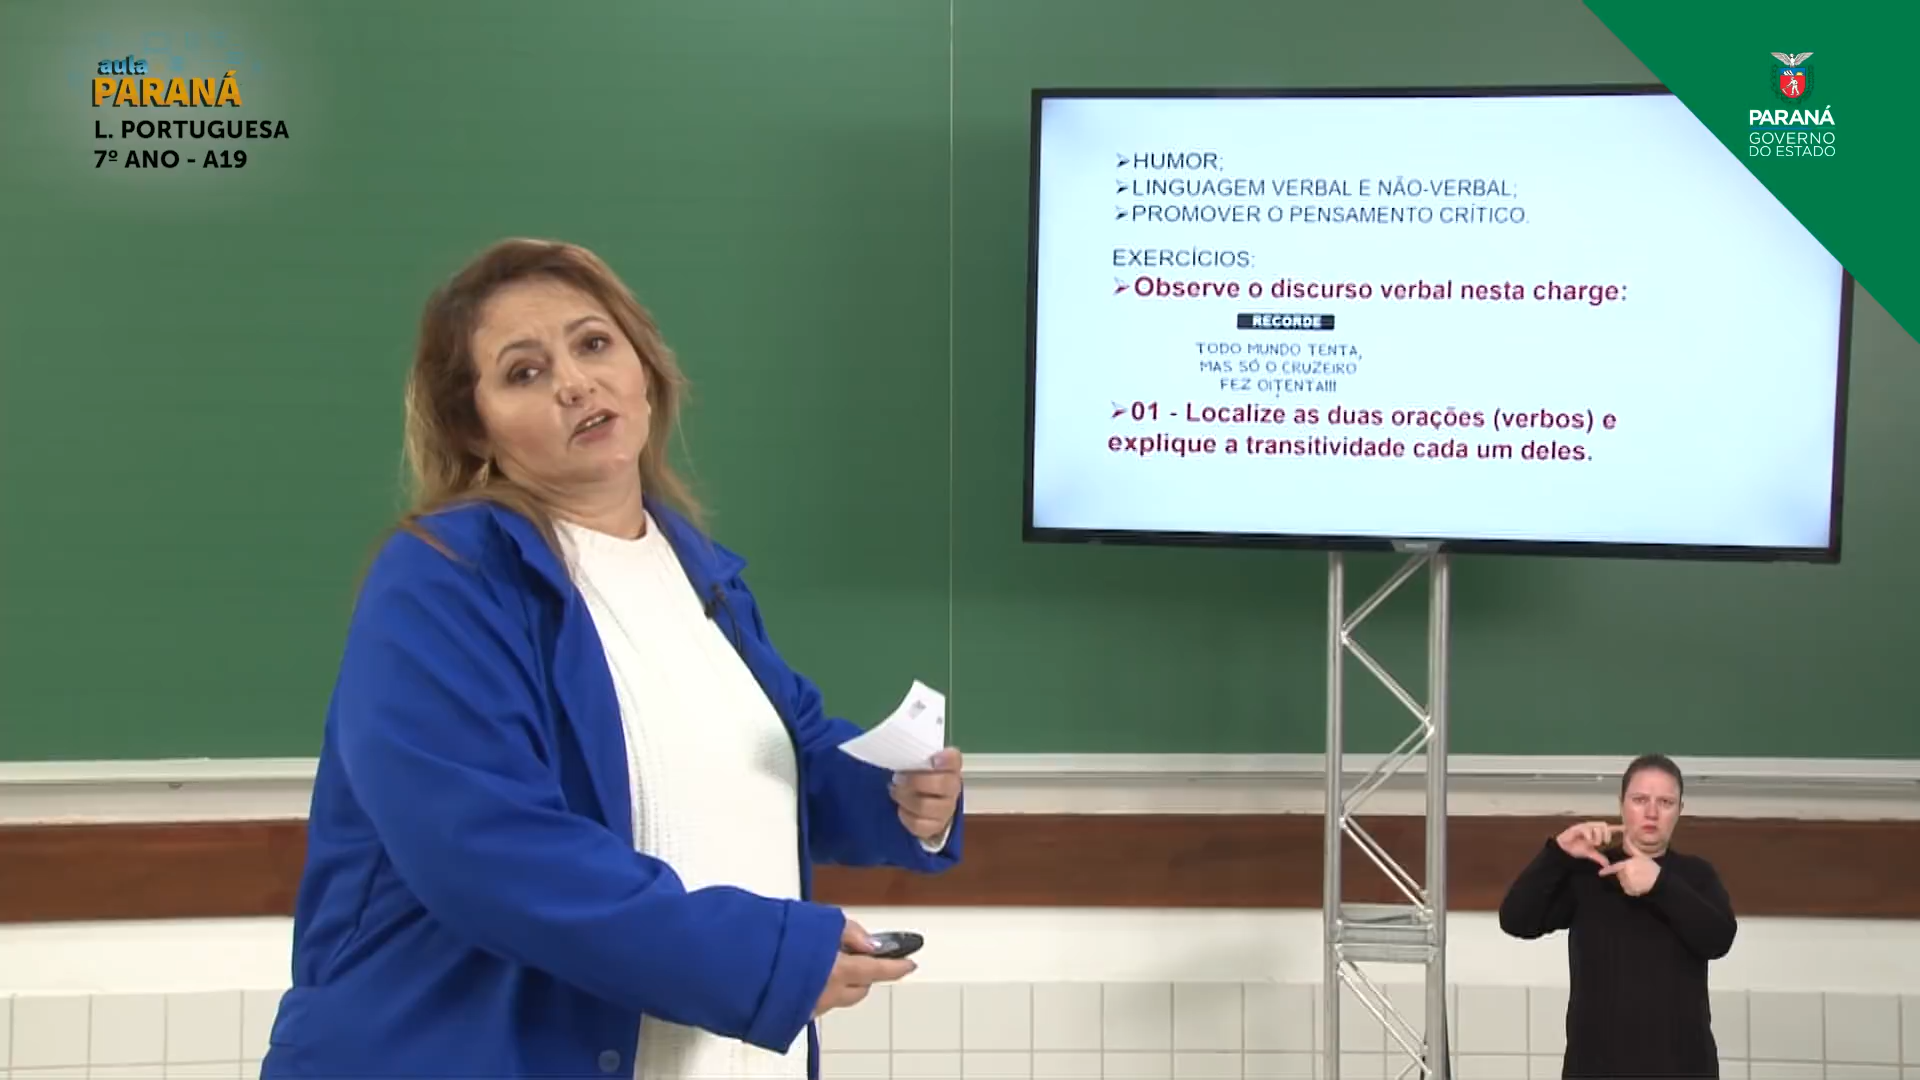 aula
PARANÁ
L. PORTUGUESA
7º ANO - A19
PARANÁ
GOVERNO
DO ESTADO
➢HUMOR;
➢LINGUAGEM VERBAL E NÃO-VERBAL;
➢PROMOVER O PENSAMENTO CRÍTICO.
EXERCÍCIOS:
➢Observe o discurso verbal nesta charge:
RECORDE
TODO MUNDO TENTA,
MAS SÓ O CRUZEIRO
FEZ OITENTA!!!
➢01 - Localize as duas orações (verbos) e
explique a transitividade cada um deles.